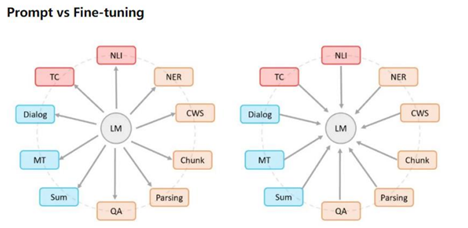 Prompt vs Fine-tuning
NLI
TC
NER
Dialog
CWS
LM
MT
Chunk
Sum
Parsing
QA
NLI
TC
NER
Dialog
CWS
LM
MT
Chunk
Sum
Parsing
QA